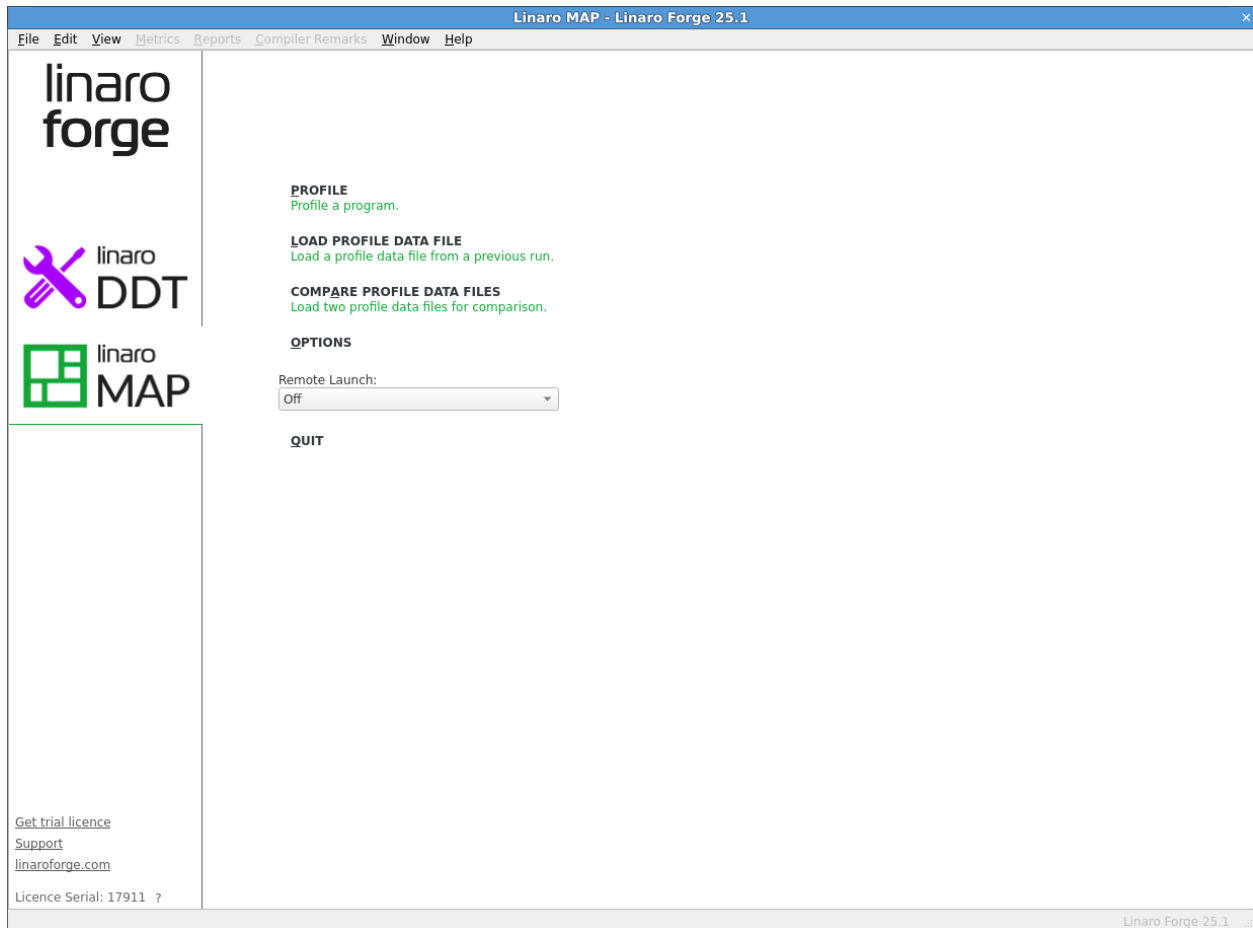 Linaro MAP - Linaro Forge 25.1 ×
File Edit View Metrics Reports Compiler Remarks Window Help
linaro
forge
PROFILE
Profile a program.
LOAD PROFILE DATA FILE
Load a profile data file from a previous run.
linaro
DDT
COMPARE PROFILE DATA FILES
Load two profile data files for comparison.
OPTIONS
linaro
MAP
Remote Launch:
Off
QUIT
Get trial licence
Support
linaroforge.com
Licence Serial: 17911 ?
Linaro Forge 25.1